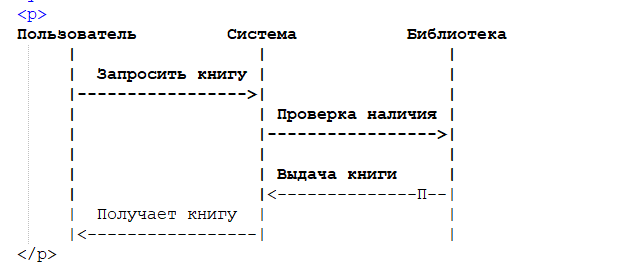 <p>
Пользователь         Система           Библиотека
      |                  |                  |
      |  Запросить книгу |                  |
      |----------------->|                  |
      |                  | Проверка наличия |
      |                  |----------------->|
      |                  |                  |
      |                  | Выдача книги     |
      |                  |<--------------П--|
      |  Получает книгу  |                  |
      |<-----------------|                  |
</p>